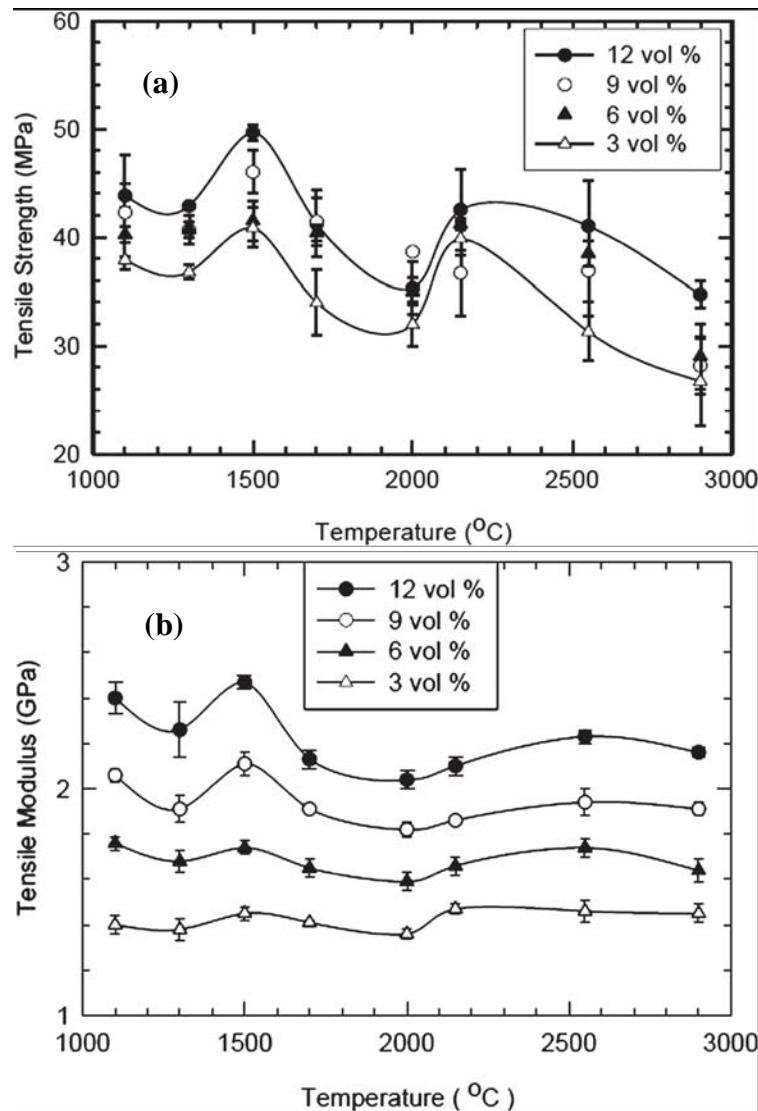 (a)
12 vol %
9 vol %
6 vol %
3 vol %
Tensile Strength (MPa)
60
50
40
30
20
1000 1500 2000 2500 3000
Temperature (°C)
(b)
12 vol %
9 vol %
6 vol %
3 vol %
Tensile Modulus (GPa)
3
2
1
1000 1500 2000 2500 3000
Temperature ( °C)